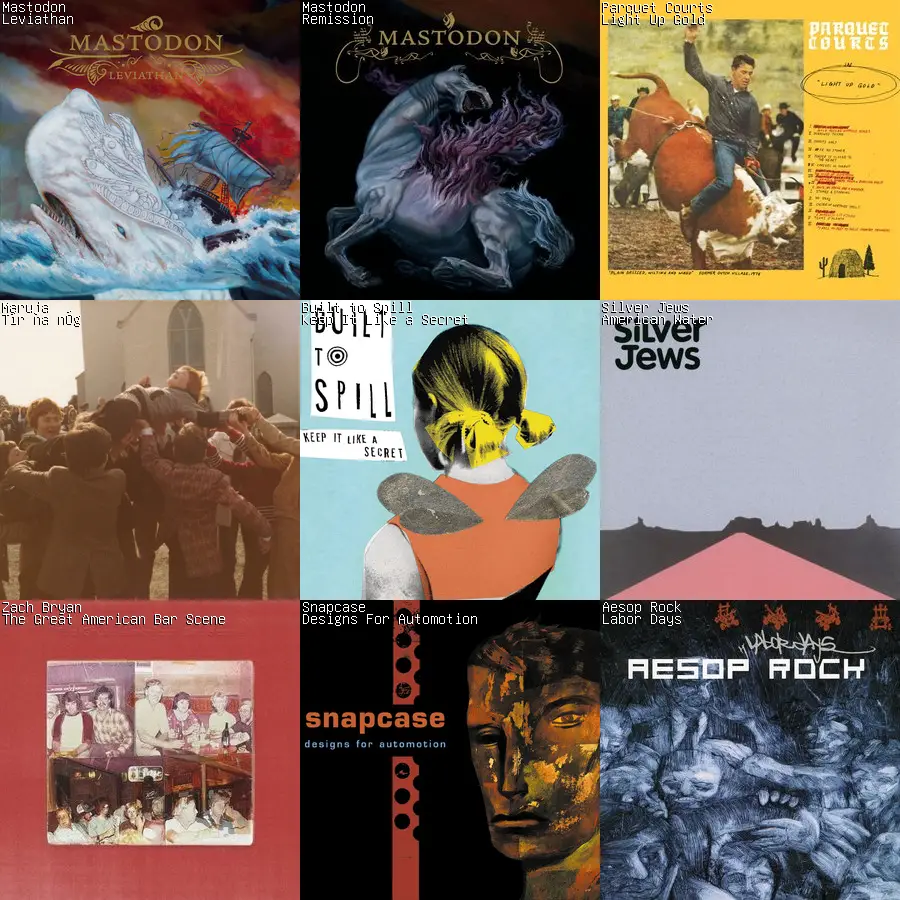 Mastodon
Leviathan
MASTODON
LEVIATHAN
Mastodon
Remission
MASTODON
Parquet Courts
Light Up Gold
PARQUET
COURTS
IN
"LIGHT UP GOLD"
Maruja
Tír na nÓg
Built to Spill
Keep It Like a Secret
BUILT
TO
SPILL
KEEP IT LIKE A
SECRET
Silver Jews
American Water
Silver
Jews
Zach Bryan
The Great American Bar Scene
Snapcase
Designs For Automotion
snapcase
designs for automotion
Aesop Rock
Labor Days
"LABOR DAYS"
AESOP ROCK